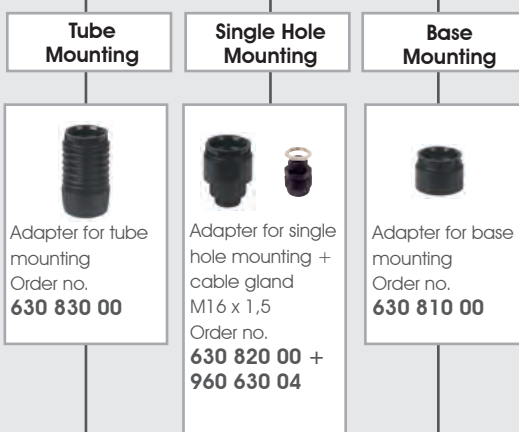 Tube
Mounting
Single Hole
Mounting
Base
Mounting
Adapter for tube
mounting
Order no.
630 830 00
Adapter for single
hole mounting +
cable gland
M16 x 1,5
Order no.
630 820 00 +
960 630 04
Adapter for base
mounting
Order no.
630 810 00